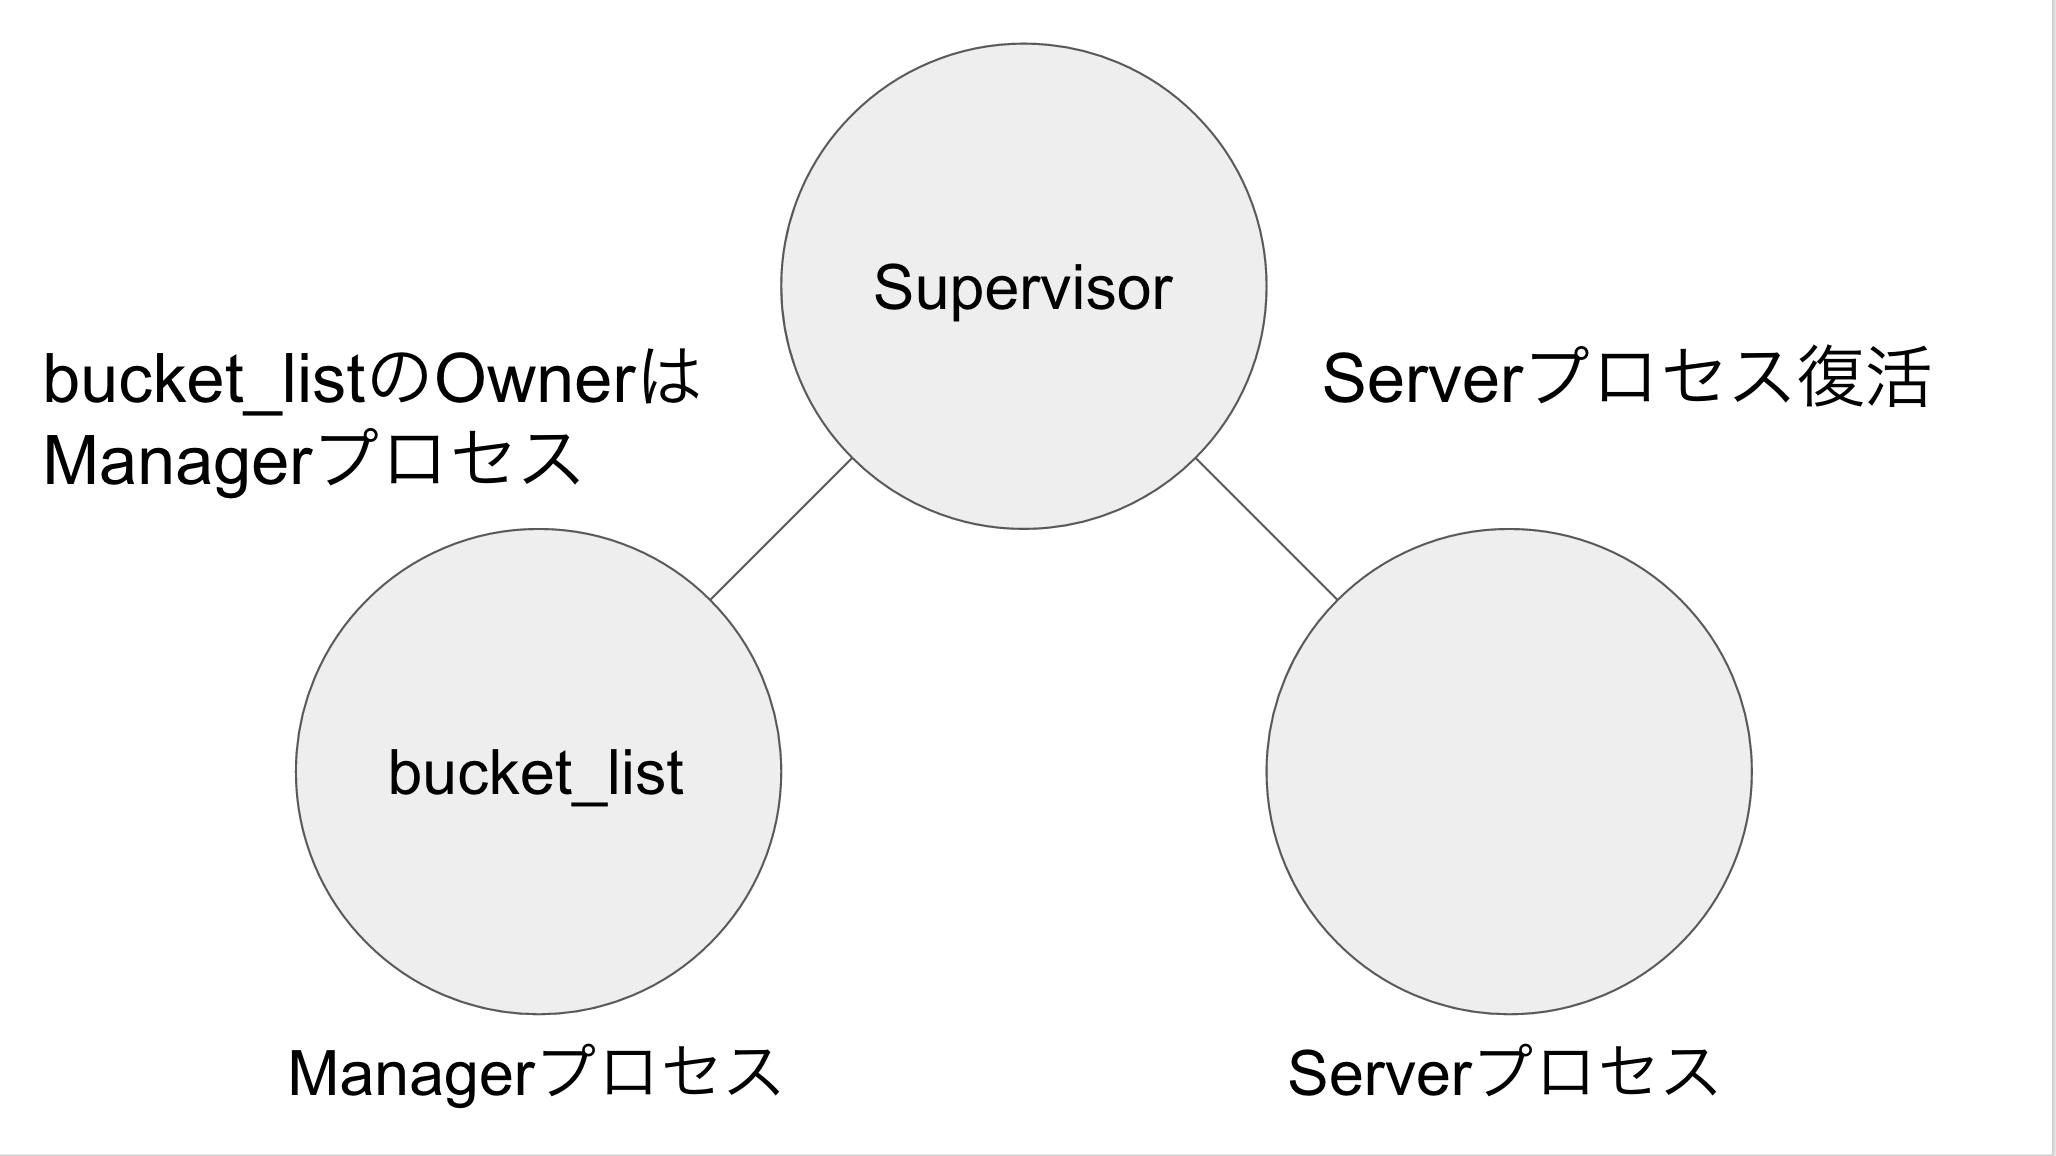 Supervisor
bucket_listのOwnerは
Managerプロセス
Serverプロセス復活
bucket_list
Managerプロセス
Serverプロセス